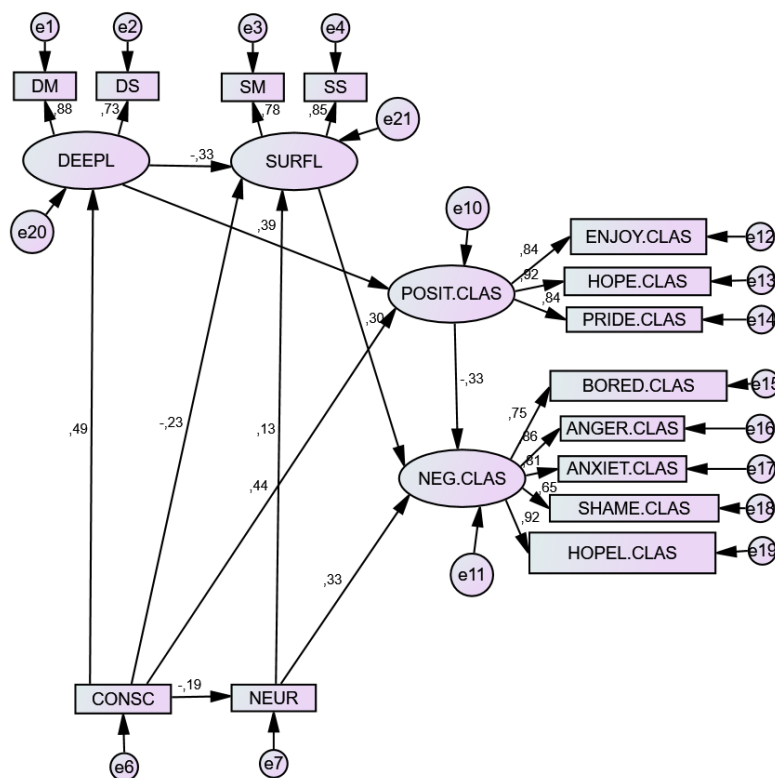 e1
e2
e3
e4
DM
DS
SM
SS
,88
,73
,78
,85
e21
DEEPL
-,33
SURFL
e20
e10
,39
ENJOY.CLAS
e12
,84
POSIT.CLAS
,92
HOPE.CLAS
e13
,84
PRIDE.CLAS
e14
,30
-,33
BORED.CLAS
e15
,75
,49
-,23
,13
,86
ANGER.CLAS
e16
NEG.CLAS
,81
ANXIET.CLAS
e17
,44
,65
SHAME.CLAS
e18
,92
HOPEL.CLAS
e19
e11
,33
CONSC
-,19
NEUR
e6
e7